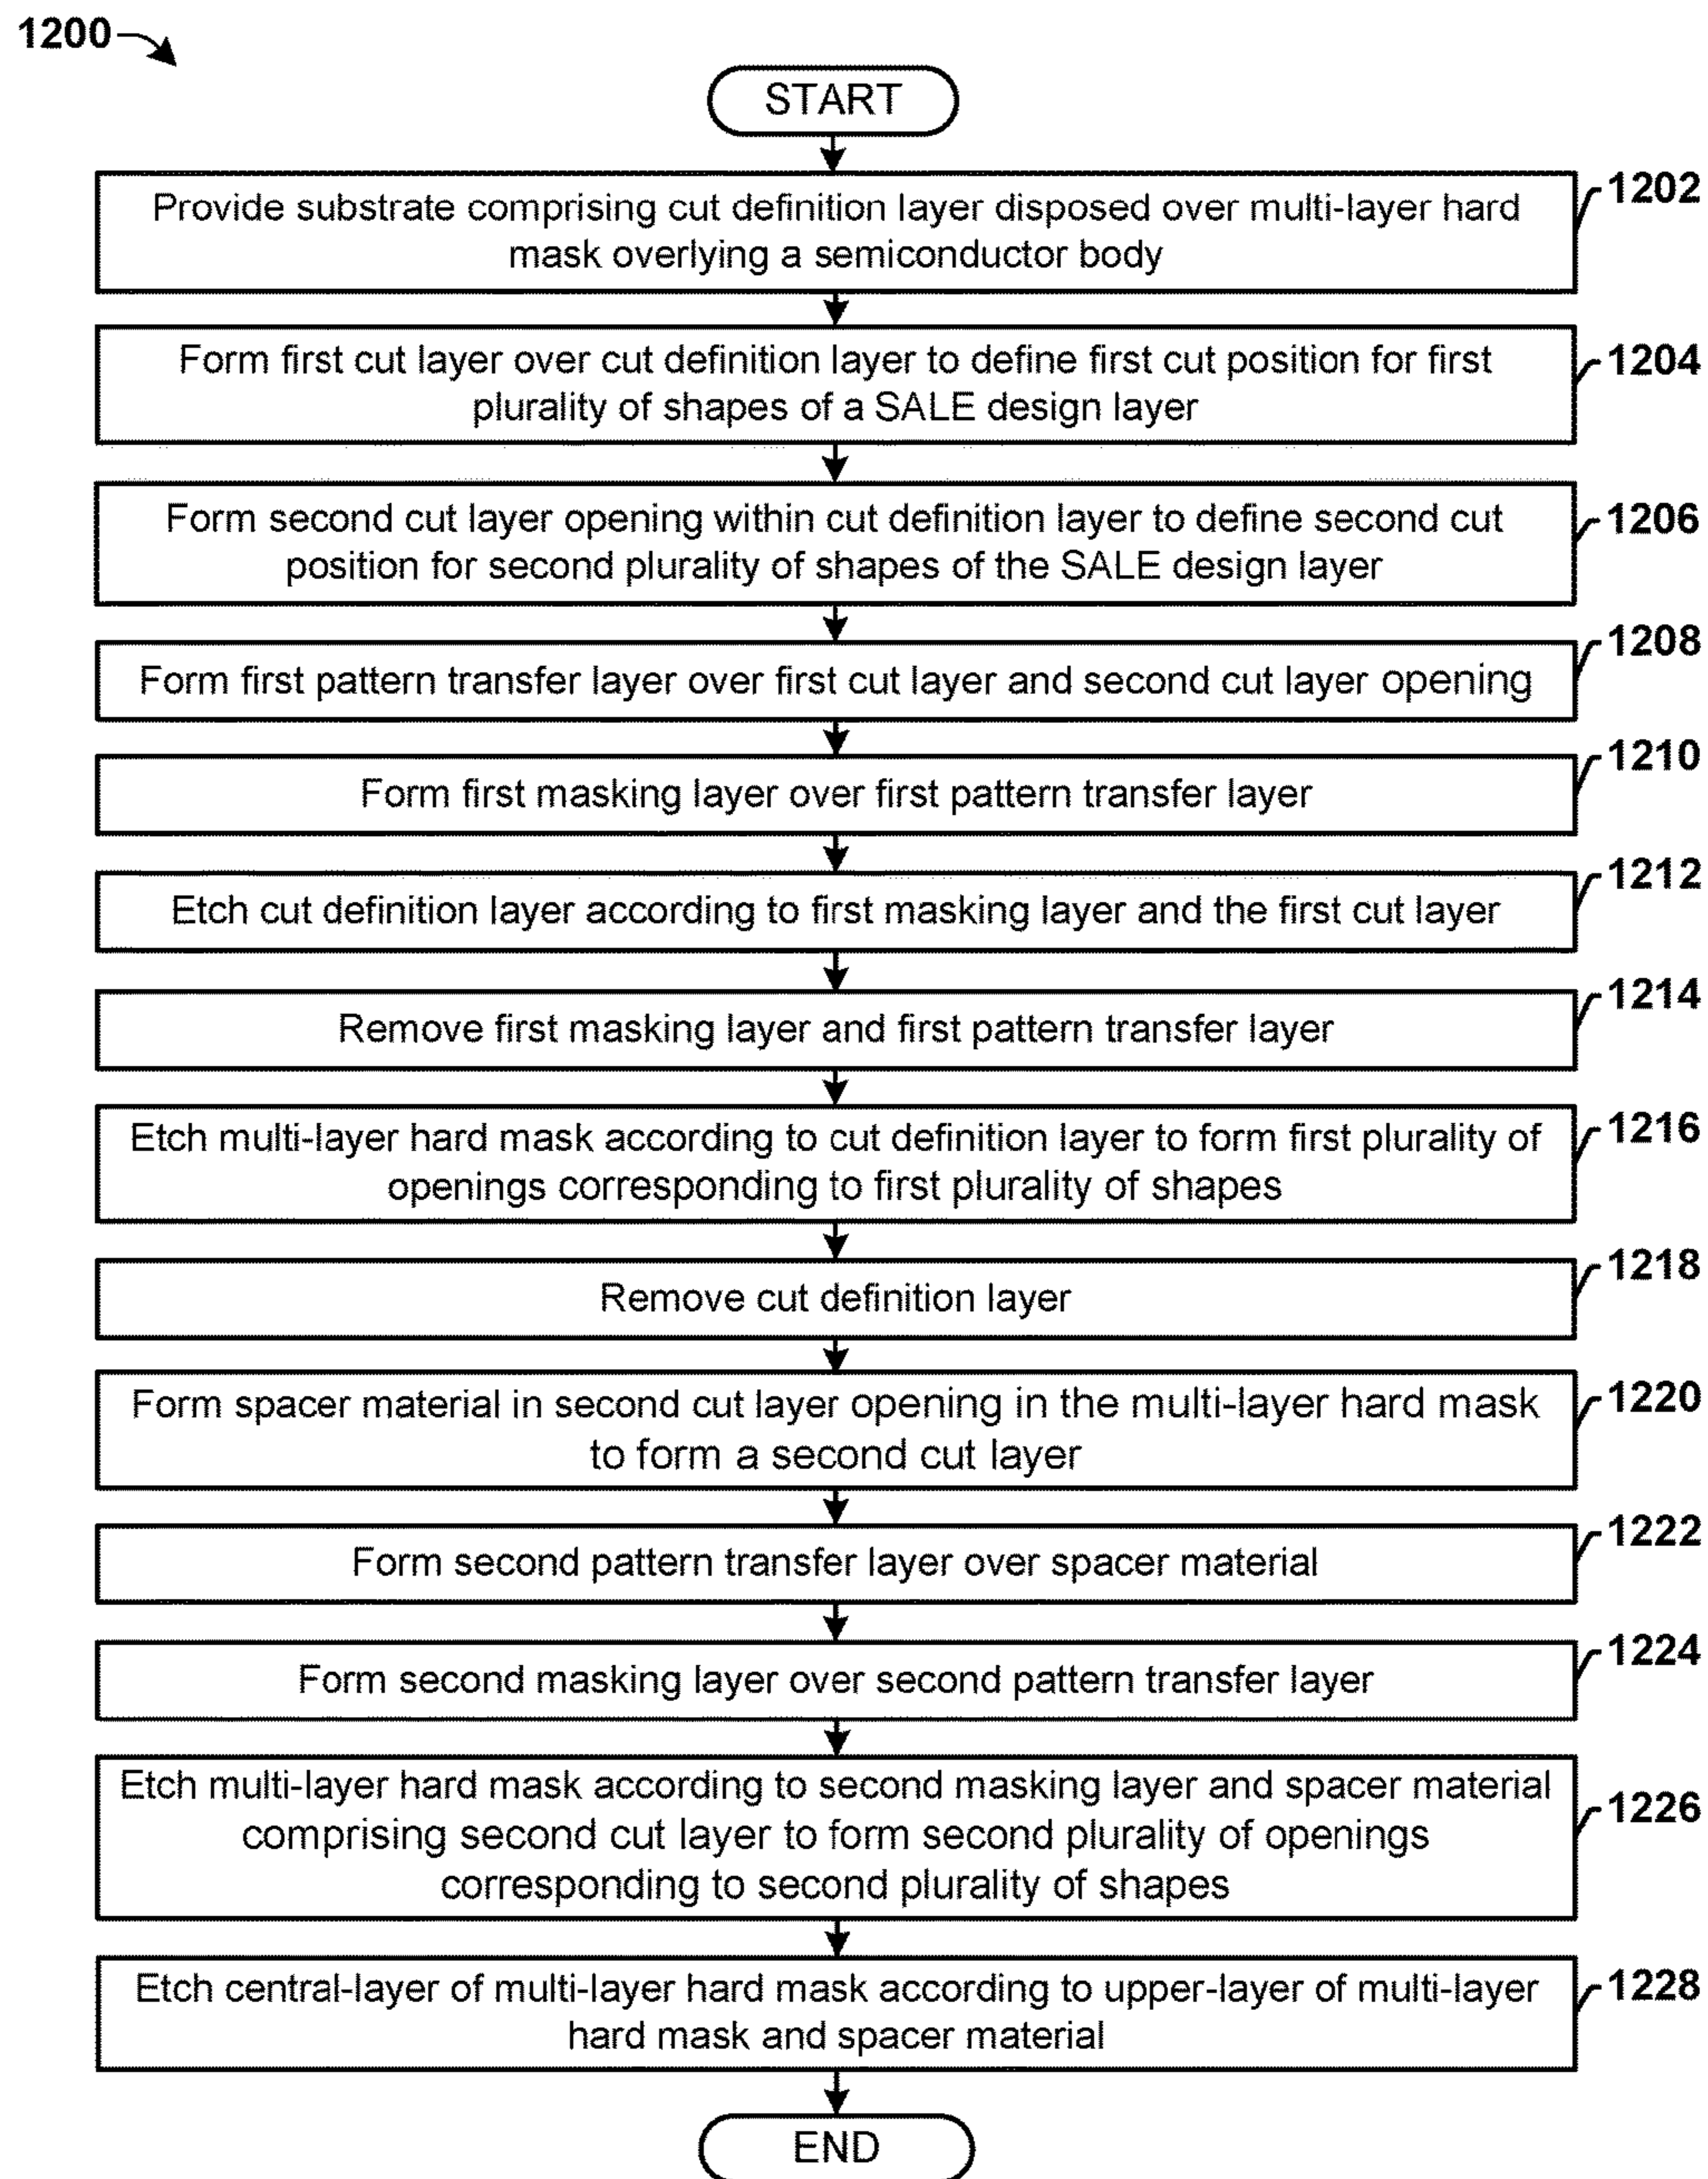 1200
START
Provide substrate comprising cut definition layer disposed over multi-layer hard
mask overlying a semiconductor body
1202
Form first cut layer over cut definition layer to define first cut position for first
plurality of shapes of a SALE design layer
1204
Form second cut layer opening within cut definition layer to define second cut
position for second plurality of shapes of the SALE design layer
1206
Form first pattern transfer layer over first cut layer and second cut layer opening
1208
Form first masking layer over first pattern transfer layer
1210
Etch cut definition layer according to first masking layer and the first cut layer
1212
Remove first masking layer and first pattern transfer layer
1214
Etch multi-layer hard mask according to cut definition layer to form first plurality of
openings corresponding to first plurality of shapes
1216
Remove cut definition layer
1218
Form spacer material in second cut layer opening in the multi-layer hard mask
to form a second cut layer
1220
Form second pattern transfer layer over spacer material
1222
Form second masking layer over second pattern transfer layer
1224
Etch multi-layer hard mask according to second masking layer and spacer material
comprising second cut layer to form second plurality of openings
corresponding to second plurality of shapes
1226
Etch central-layer of multi-layer hard mask according to upper-layer of multi-layer
hard mask and spacer material
1228
END